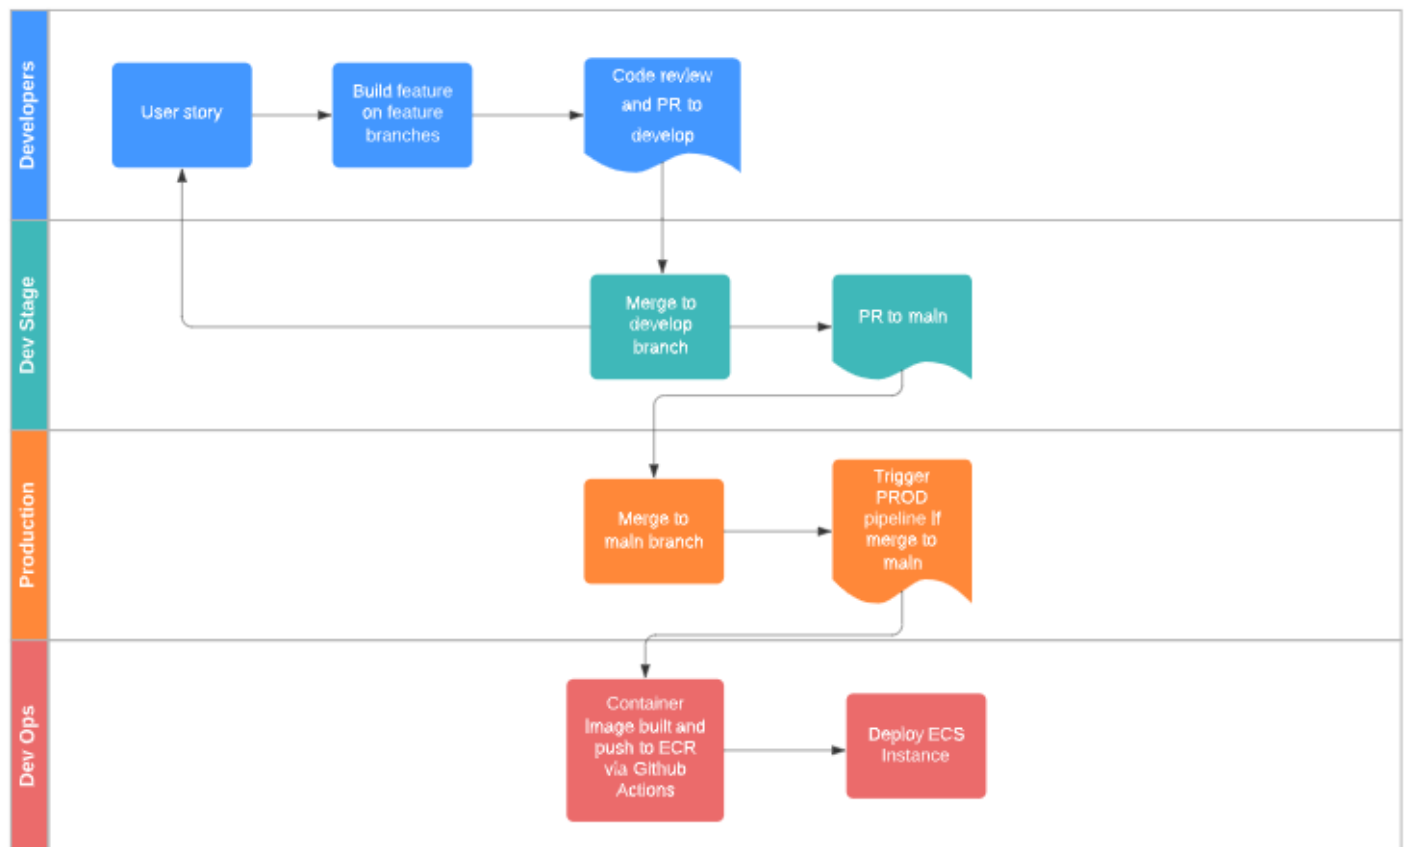 Developers
User story
Build feature
on feature
branches
Code review
and PR to
develop
Dev Stage
Merge to
develop
branch
PR to main
Production
Merge to
main branch
Trigger
PROD
pipeline if
merge to
main
Dev Ops
Container
Image built and
push to ECR
via Github
Actions
Deploy ECS
Instance